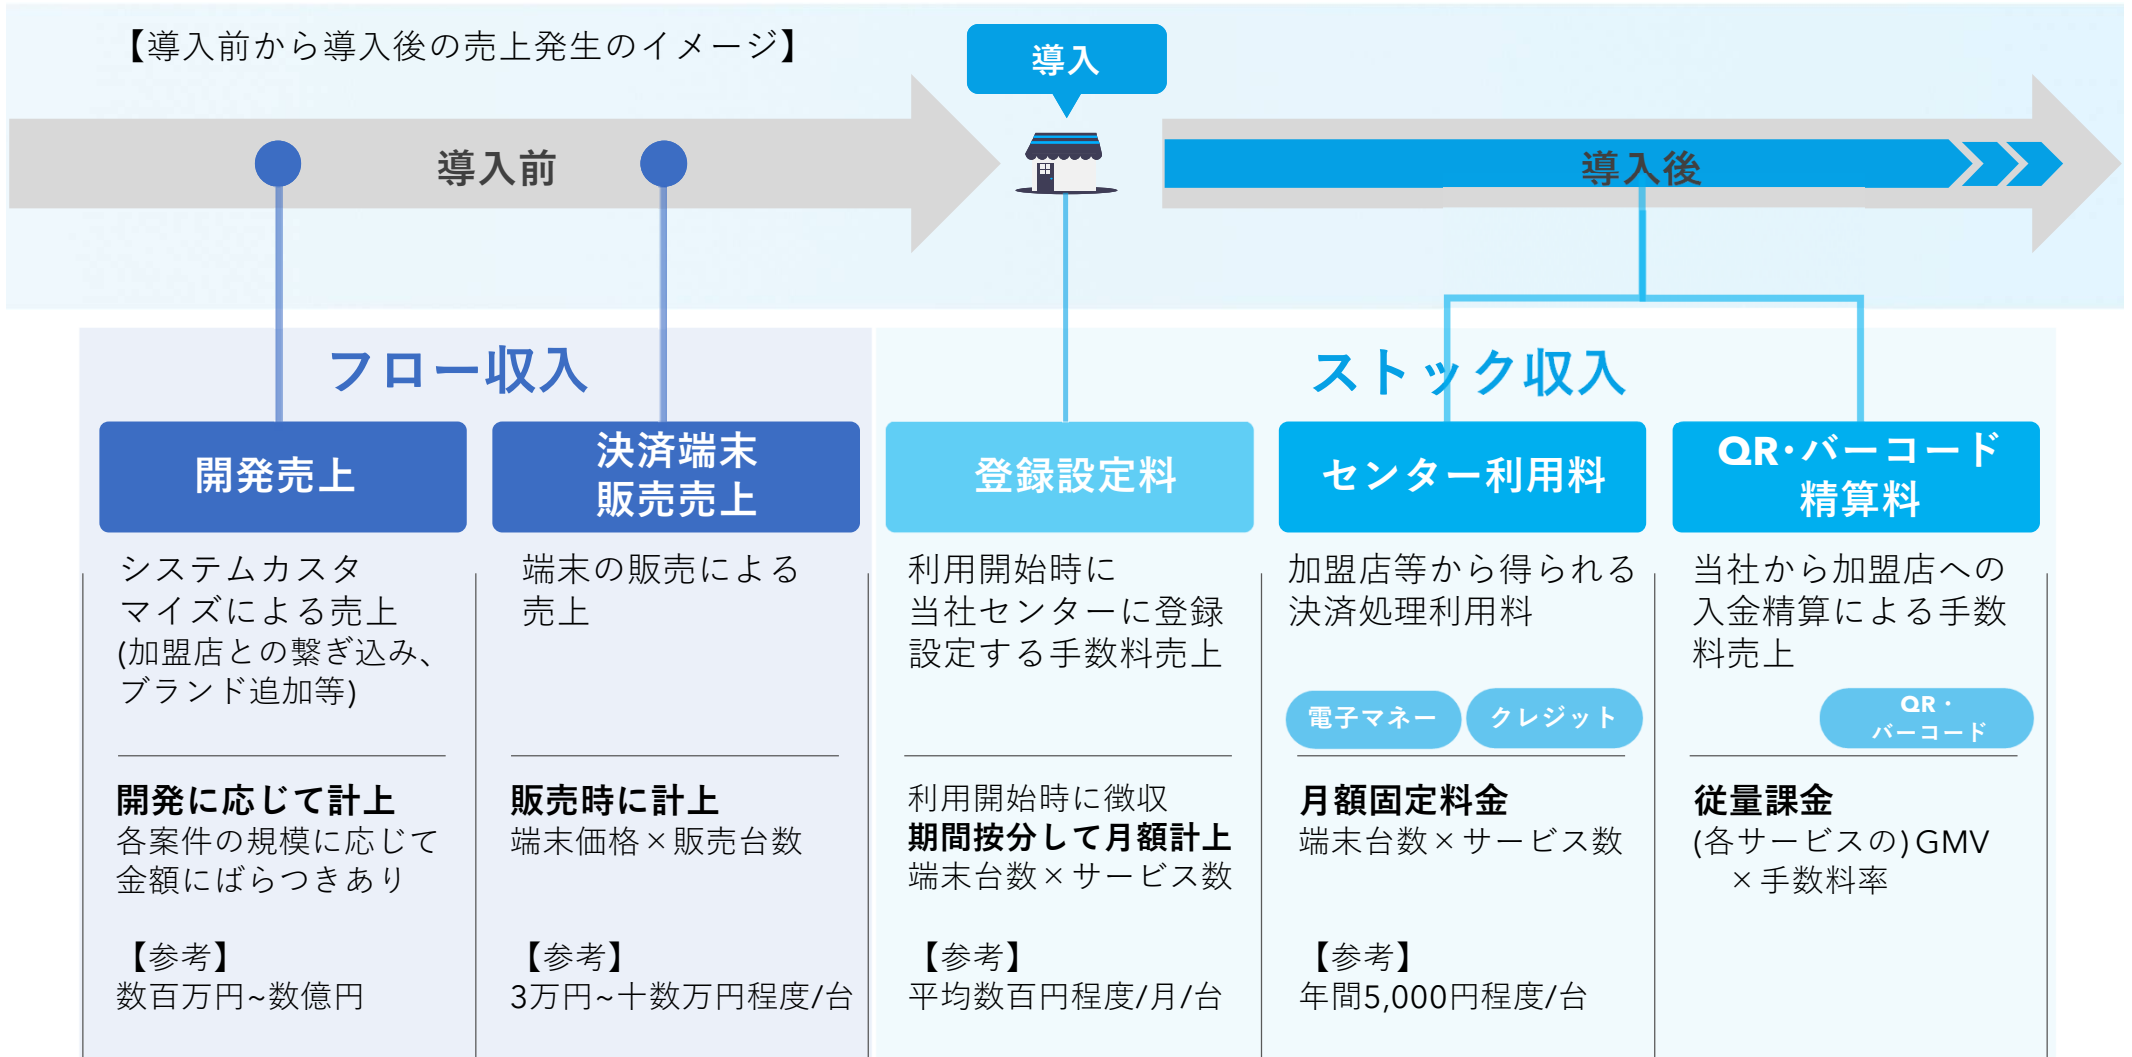 【導入前から導入後の売上発生のイメージ】
導入
導入前
導入後
フロー収入
ストック収入
開発売上
システムカスタ
マイズによる売上
(加盟店との繋ぎ込み、
ブランド追加等)
開発に応じて計上
各案件の規模に応じて
金額にばらつきあり
【参考】
数百万円~数億円
決済端末
販売売上
端末の販売による
売上
販売時に計上
端末価格×販売台数
【参考】
3万円~十数万円程度/台
登録設定料
利用開始時に
当社センターに登録
設定する手数料売上
利用開始時に徴収
期間按分して月額計上
端末台数×サービス数
【参考】
平均数百円程度/月/台
センター利用料
加盟店等から得られる
決済処理利用料
電子マネー
クレジット
月額固定料金
端末台数×サービス数
【参考】
年間5,000円程度/台
QR・バーコード
精算料
当社から加盟店への
入金精算による手数
料売上
QR・
バーコード
従量課金
(各サービスの)GMV
×手数料率